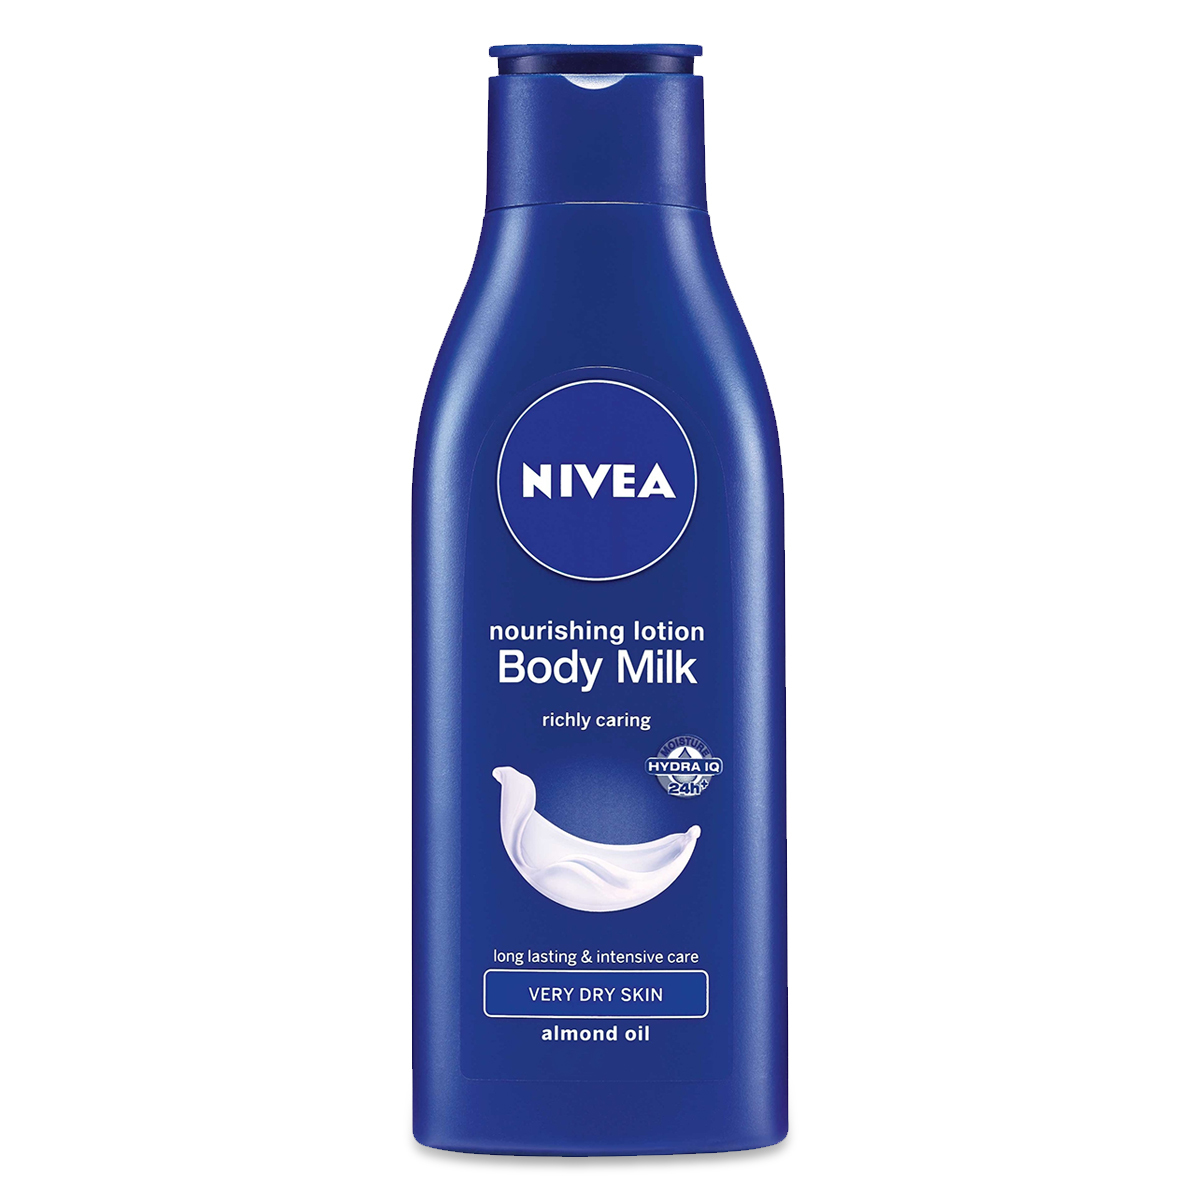 NIVEA
nourishing lotion
Body Milk
richly caring
MOISTURE
HYDRA IQ
24h+
long lasting & intensive care
VERY DRY SKIN
almond oil